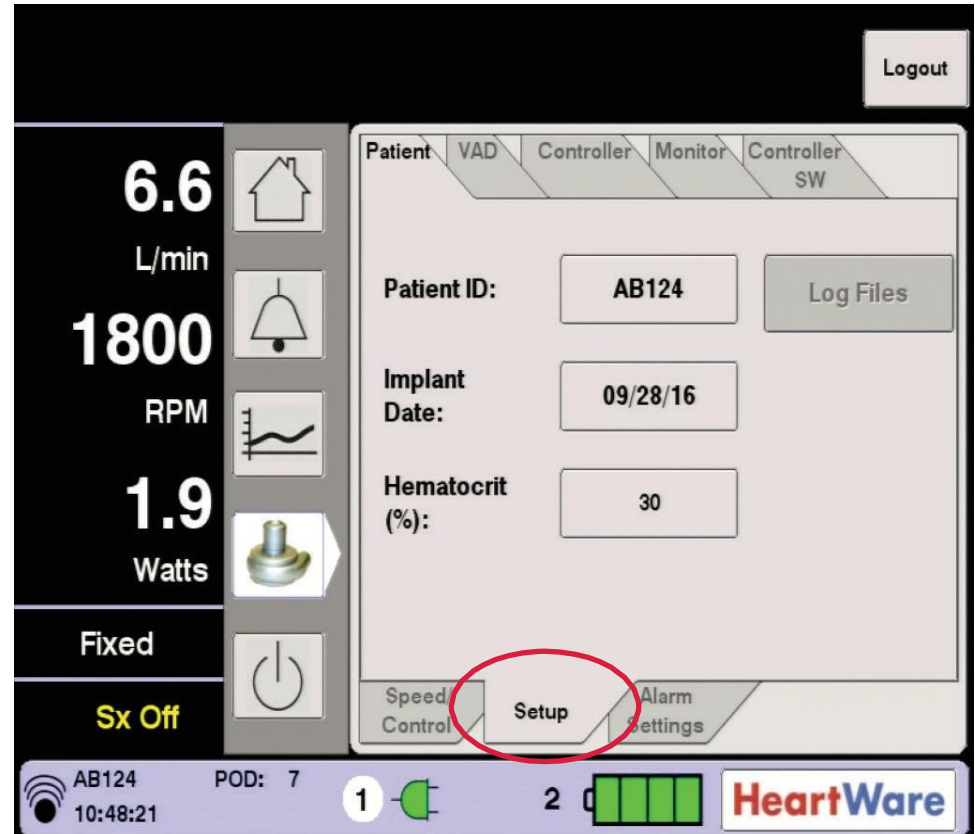 Logout
6.6
L/min
1800
RPM
1.9
Watts
Fixed
Sx Off
Patient VAD Controller Monitor Controller
SW
Patient ID: AB124 Log Files
Implant
Date: 09/28/16
Hematocrit
(%): 30
Speed/
Control
Setup
Alarm
Settings
AB124 POD: 7
10:48:21
1
2
HeartWare